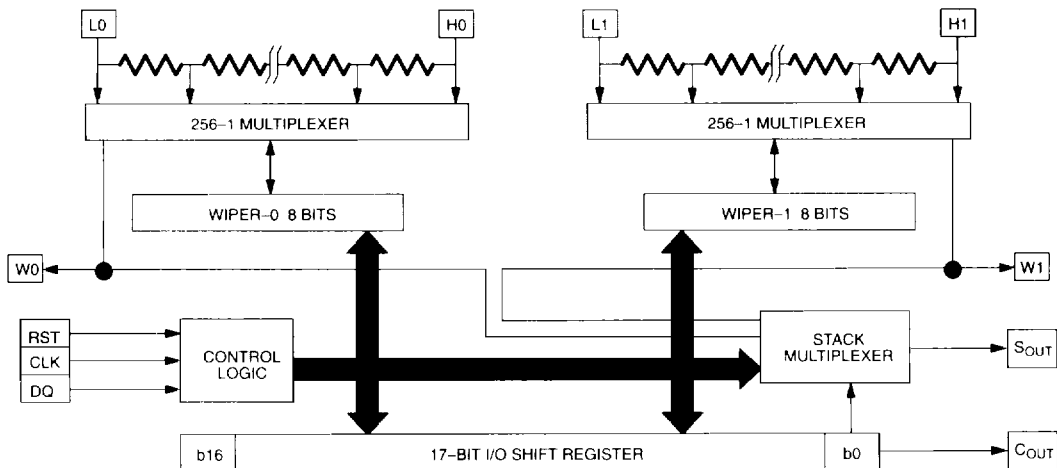 L0
H0
L1
H1
256–1 MULTIPLEXER
256–1 MULTIPLEXER
WIPER–0 8 BITS
WIPER–1 8 BITS
W0
W1
RST
CLK
DQ
CONTROL
LOGIC
STACK
MULTIPLEXER
SOUT
b16
17–BIT I/O SHIFT REGISTER
b0
COUT